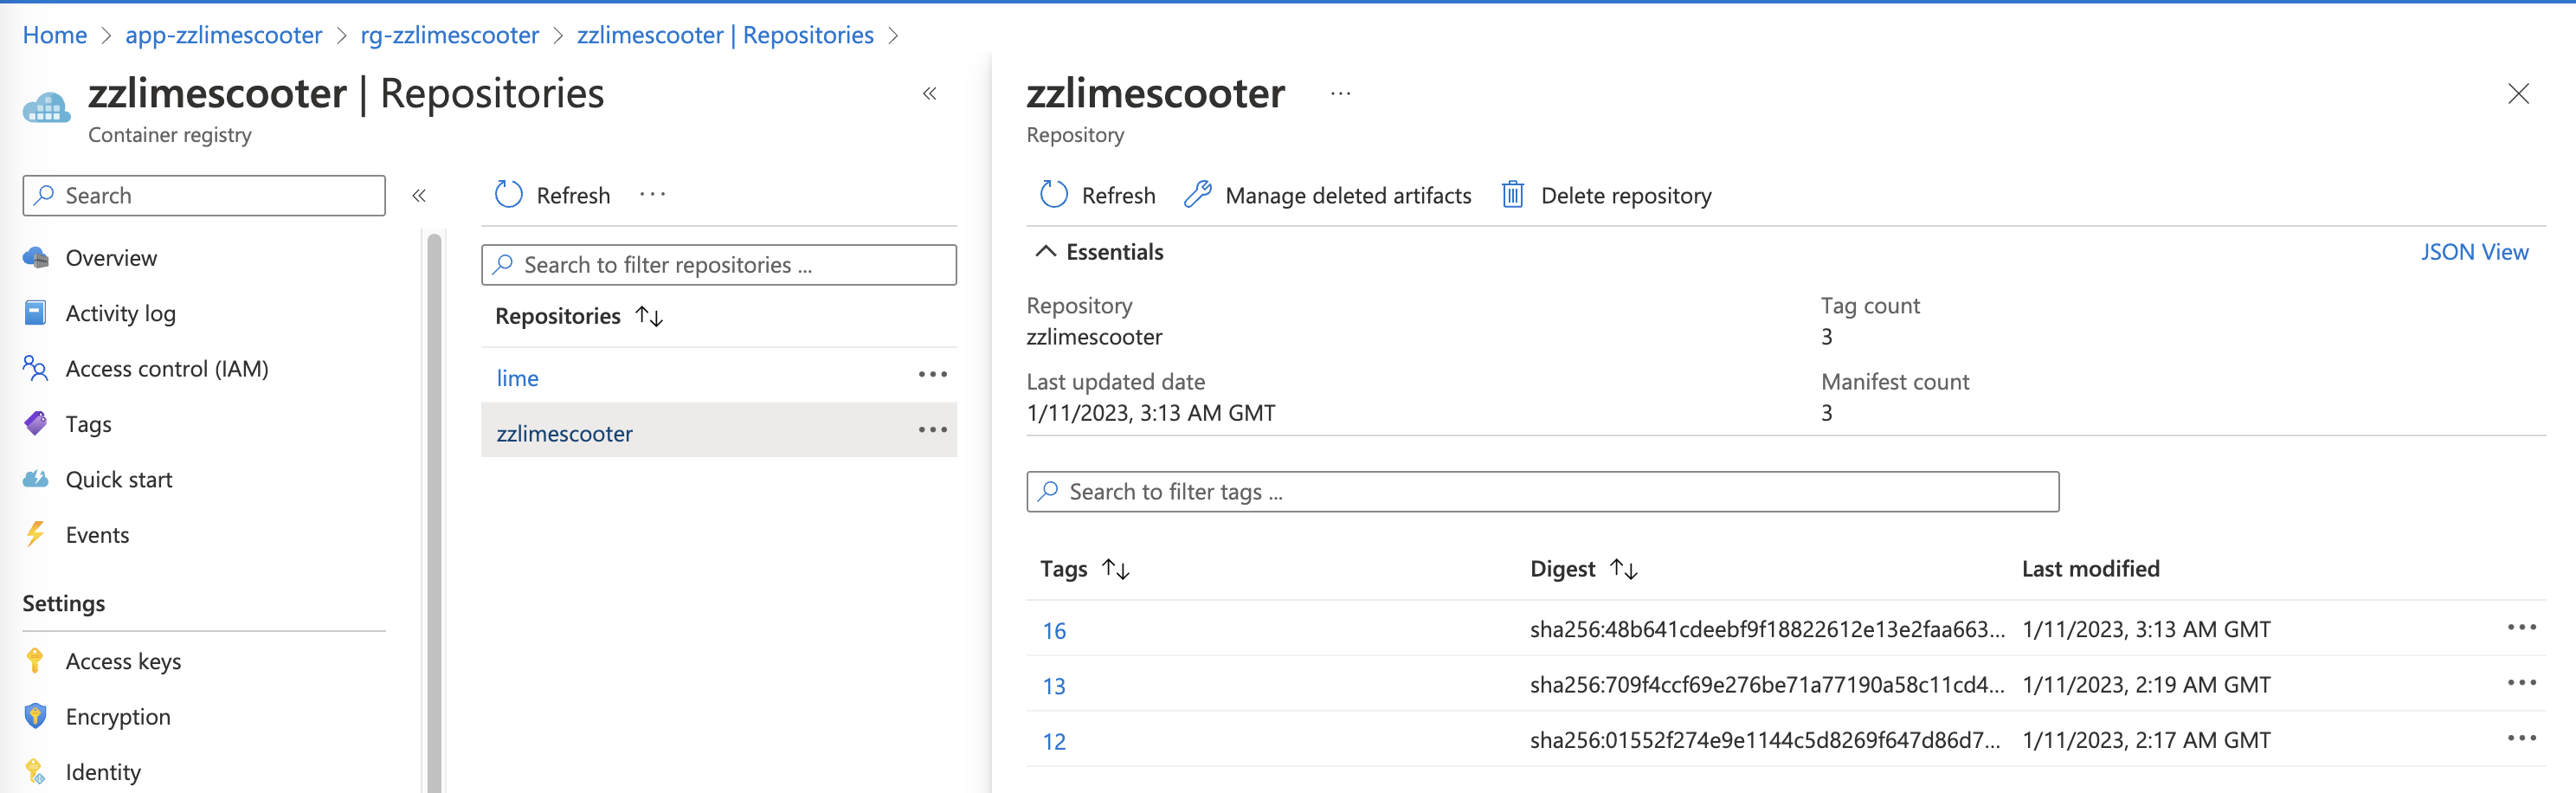 Home > app-zzlimescooter > rg-zzlimescooter > zzlimescooter | Repositories >
zzlimescooter | Repositories
Container registry
Search
Overview
Activity log
Access control (IAM)
Tags
Quick start
Events
Settings
Access keys
Encryption
Identity
Refresh
Search to filter repositories ...
Repositories
lime
zzlimescooter
zzlimescooter
Repository
Refresh Manage deleted artifacts Delete repository
Essentials JSON View
Repository
zzlimescooter
Tag count
3
Last updated date
1/11/2023, 3:13 AM GMT
Manifest count
3
Search to filter tags ...
Tags Digest Last modified
16 sha256:48b641cdeebf9f18822612e13e2faa663... 1/11/2023, 3:13 AM GMT
13 sha256:709f4ccf69e276be71a77190a58c11cd4... 1/11/2023, 2:19 AM GMT
12 sha256:01552f274e9e1144c5d8269f647d86d7... 1/11/2023, 2:17 AM GMT